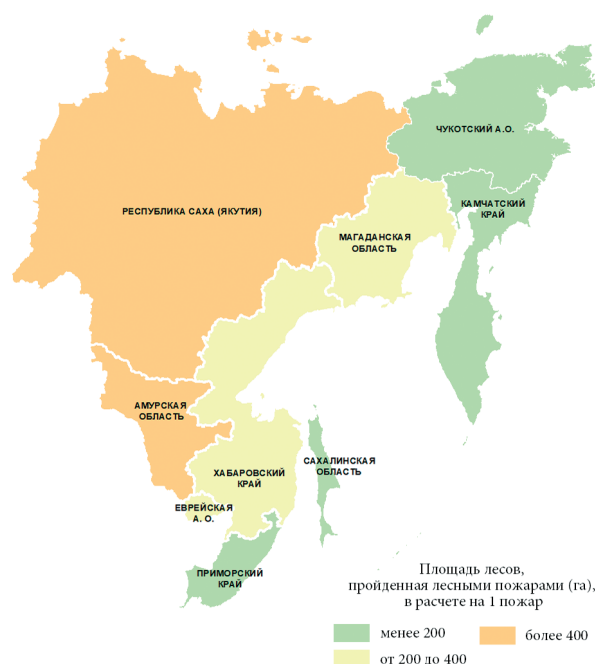 ЧУКОТСКИЙ А.О.
КАМЧАТСКИЙ
КРАЙ
РЕСПУБЛИКА САХА (ЯКУТИЯ)
МАГАДАНСКАЯ
ОБЛАСТЬ
АМУРСКАЯ
ОБЛАСТЬ
САХАЛИНСКАЯ
ОБЛАСТЬ
ХАБАРОВСКИЙ
КРАЙ
ЕВРЕЙСКАЯ
А. О.
ПРИМОРСКИЙ
КРАЙ
Площадь лесов,
пройденная лесными пожарами (га),
в расчете на 1 пожар
менее 200
более 400
от 200 до 400